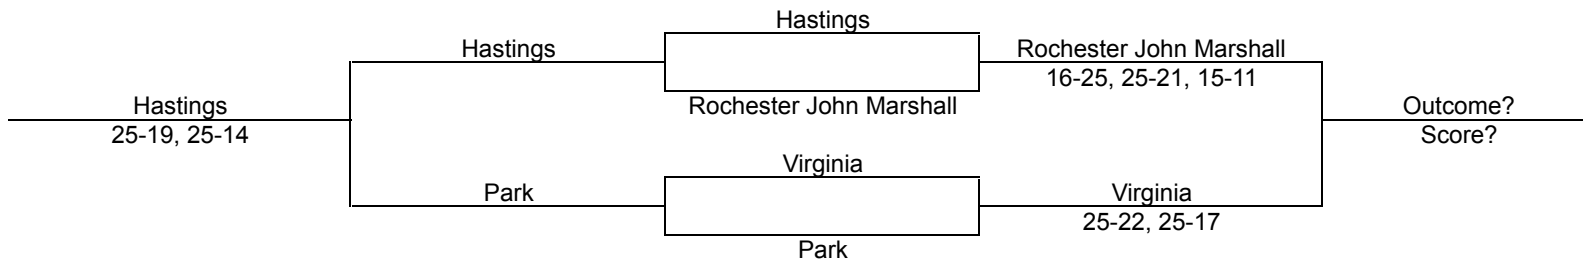 Hastings
Hastings
Rochester John Marshall
16-25, 25-21, 15-11
Hastings
25-19, 25-14
Rochester John Marshall
Outcome?
Score?
Virginia
Park
Virginia
25-22, 25-17
Park